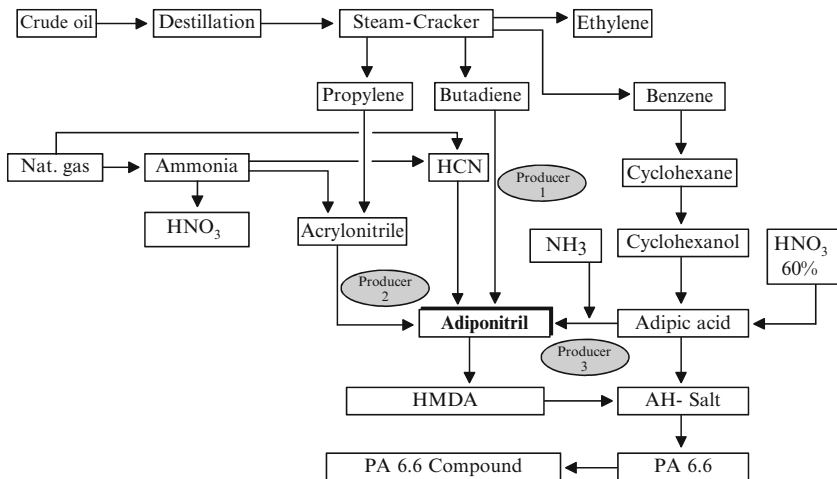 Crude oil
Destillation
Steam-Cracker
Ethylene
Propylene
Butadiene
Benzene
Nat. gas
Ammonia
HCN
Cyclohexane
Producer
1
HNO₃
Acrylonitrile
NH₃
Cyclohexanol
HNO₃
60%
Producer
2
Adiponitril
Adipic acid
Producer
3
HMDA
AH- Salt
PA 6.6 Compound
PA 6.6